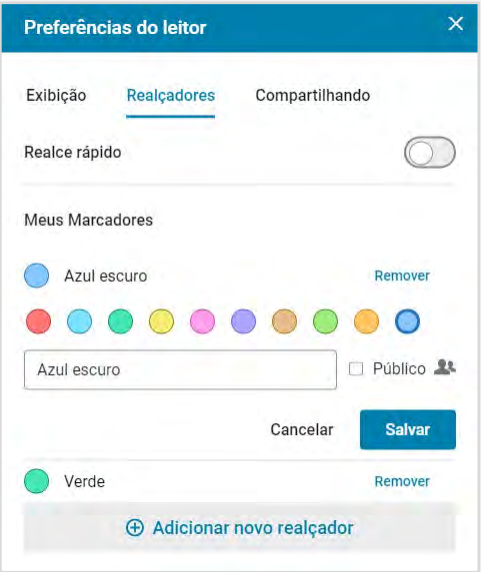 Preferências do leitor
Exibição Realçadores Compartilhando
Realce rápido
Meus Marcadores
Azul escuro Remover
Azul escuro Público
Cancelar Salvar
Verde Remover
Adicionar novo realçador